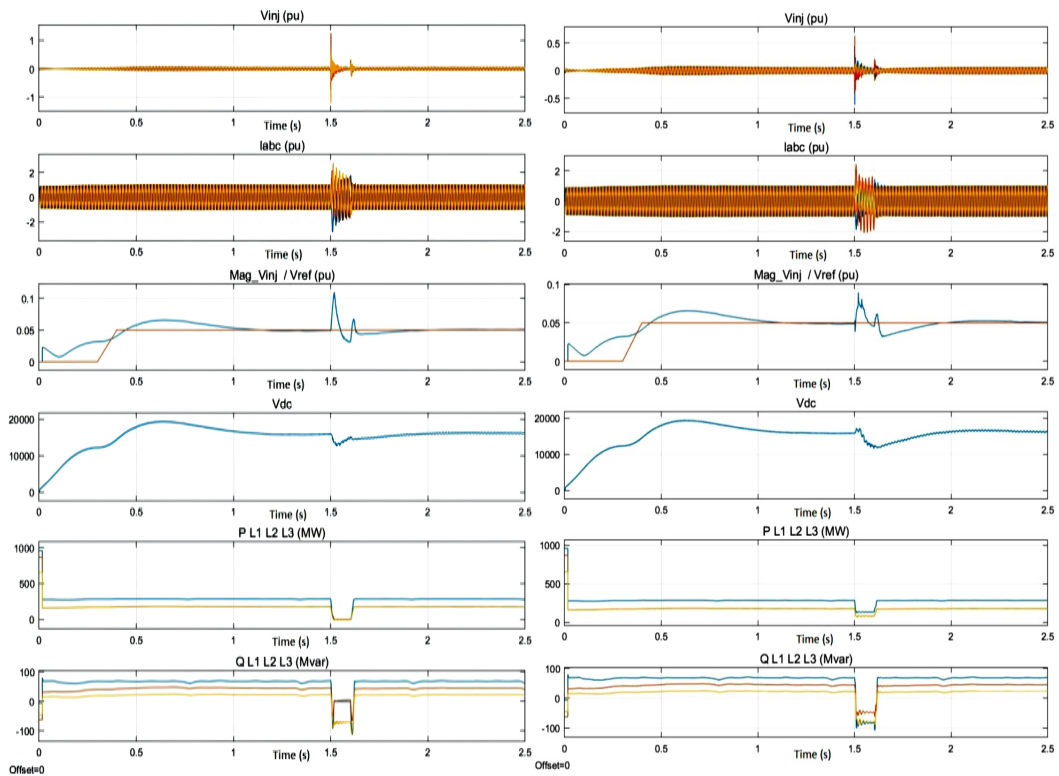 Vinj (pu)
1
0
-1
0 0.5 1 1.5 2 2.5
Time (s)
Iabc (pu)
2
0
-2
0 0.5 1 1.5 2 2.5
Time (s)
Mag_Vinj / Vref (pu)
0.1
0.05
0
0 0.5 1 1.5 2 2.5
Time (s)
Vdc
20000
10000
0
0 0.5 1 1.5 2 2.5
Time (s)
P L1 L2 L3 (MW)
1000
500
0
0 0.5 1 1.5 2 2.5
Time (s)
Q L1 L2 L3 (Mvar)
100
0
-100
0 0.5 1 1.5 2 2.5
Time (s)
Offset=0
Vinj (pu)
0.5
0
-0.5
0 0.5 1 1.5 2 2.5
Time (s)
Iabc (pu)
2
0
-2
0 0.5 1 1.5 2 2.5
Time (s)
Mag_Vinj / Vref (pu)
0.1
0.05
0
0 0.5 1 1.5 2 2.5
Time (s)
Vdc
20000
10000
0
0 0.5 1 1.5 2 2.5
Time (s)
P L1 L2 L3 (MW)
1000
500
0
0 0.5 1 1.5 2 2.5
Time (s)
Q L1 L2 L3 (Mvar)
100
0
-100
0 0.5 1 1.5 2 2.5
Time (s)
Offset=0